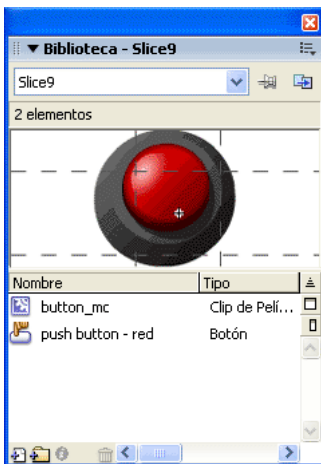 Biblioteca - Slice9
Slice9
2 elementos
Nombre Tipo
button_mc Clip de Pelí...
push button - red Botón